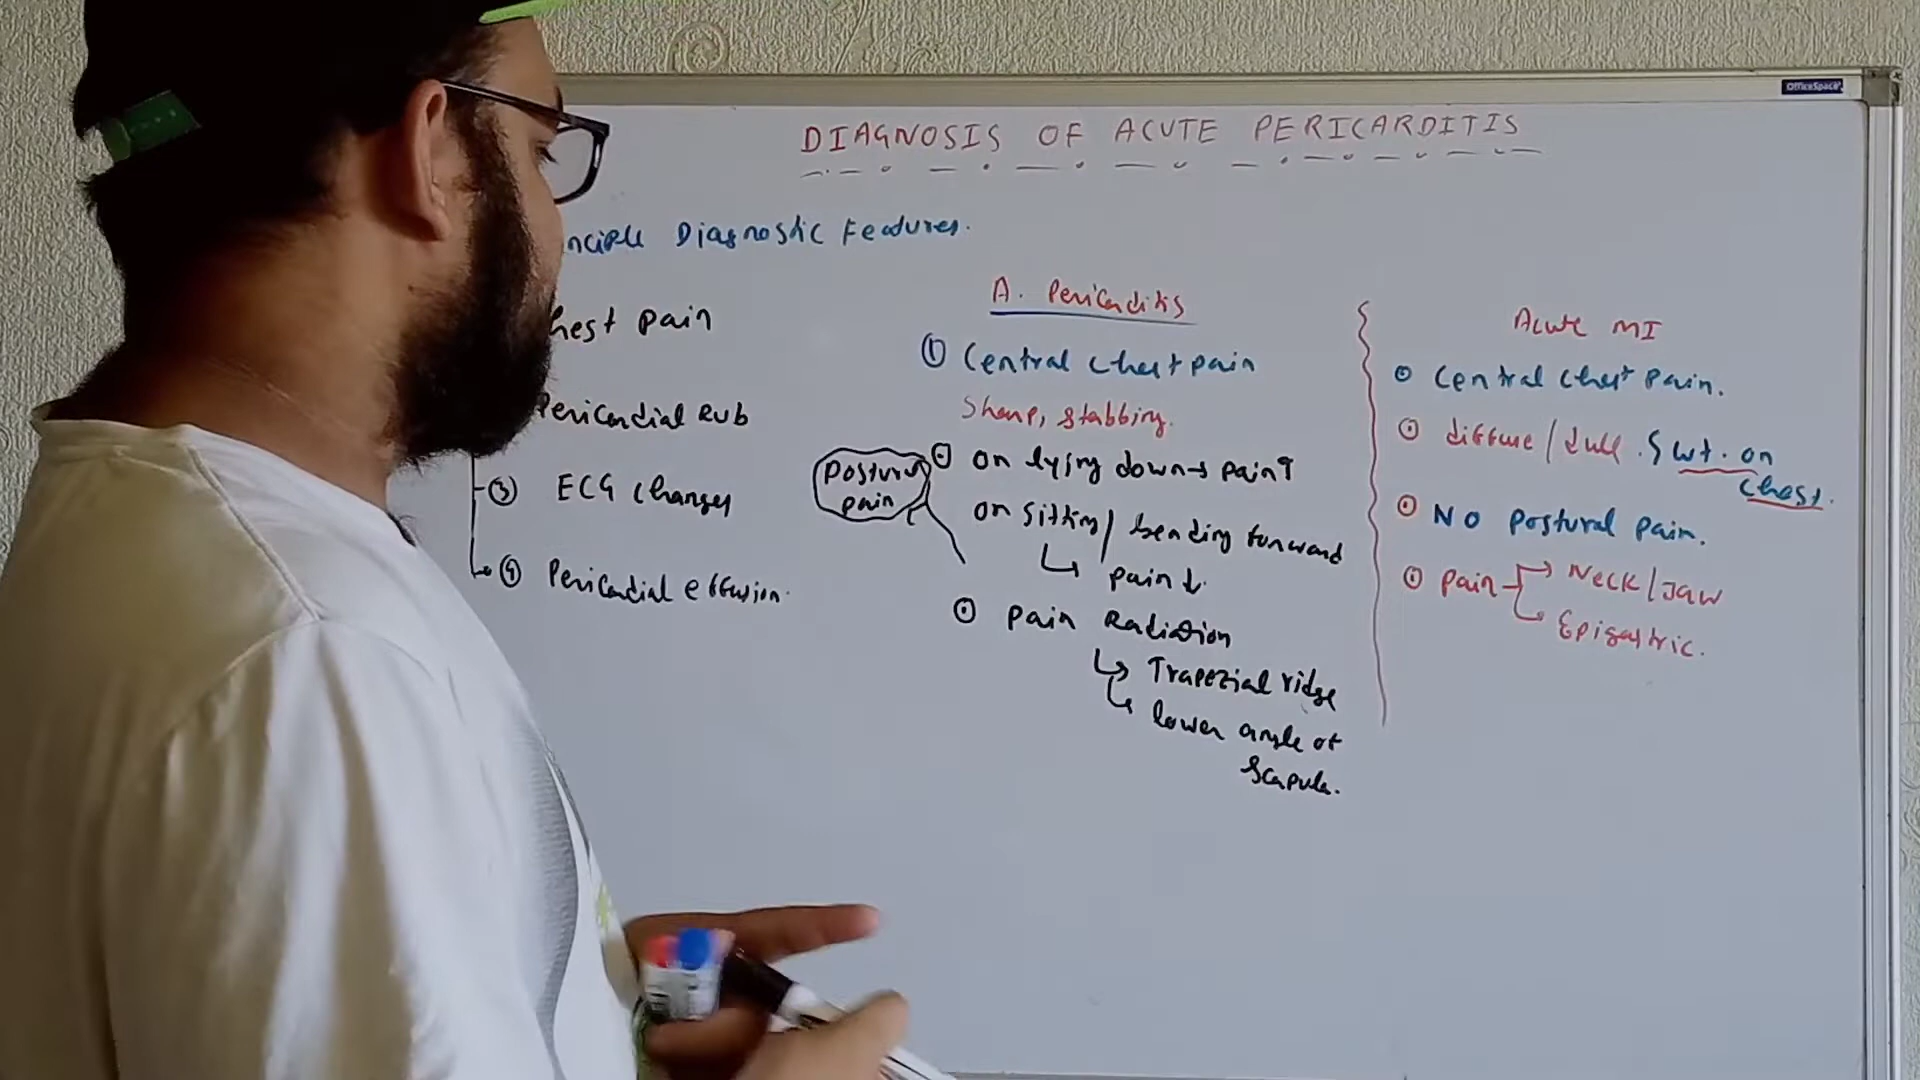 OfficeSpace
DIAGNOSIS OF ACUTE PERICARDITIS
nciple Diagnostic Features.
hest pain
Pericardial Rub
③ ECG changes
④ Pericardial effusion.
A. Pericarditis
① Central chest pain
Sharp, stabbing.
Postural
pain
⊙ on lying down → pain ↑
on sitting / bending forward
↳ pain ↓.
⊙ pain Radiation
↳ Trapezial ridge
↳ lower angle of
Scapula.
Acute MI
⊙ Central Chest Pain.
⊙ diffuse / dull. } wt. on
Chest.
⊙ NO Postural pain.
⊙ Pain → Neck / Jaw
↳ Epigastric.